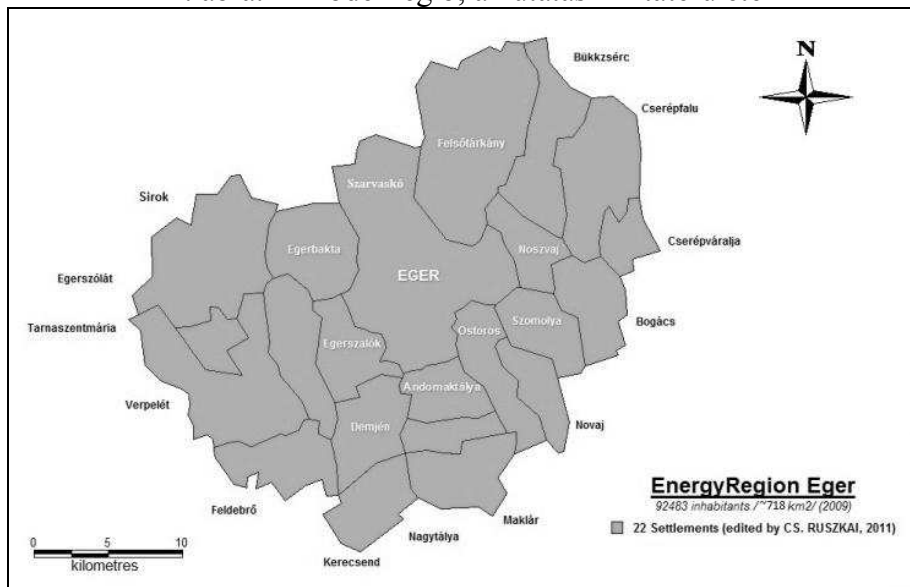 Bükkzsérc
N
Cserépfalu
Felsőtárkány
Szarvaskő
Sirok
Egerbakta
Noszvaj
Cserépváralja
EGER
Egerszólát
Tarnaszentmária
Ostoros
Szomolya
Bogács
Egerszalók
Andornaktálya
Verpelét
Demjén
Novaj
Feldebrő
Maklàr
Nagytálya
Kerecsend
EnergyRegion Eger
92483 inhabitants /~718 km2/ (2009)
22 Settlements (edited by CS. RUSZKAI, 2011)
0 5 10
kilometres